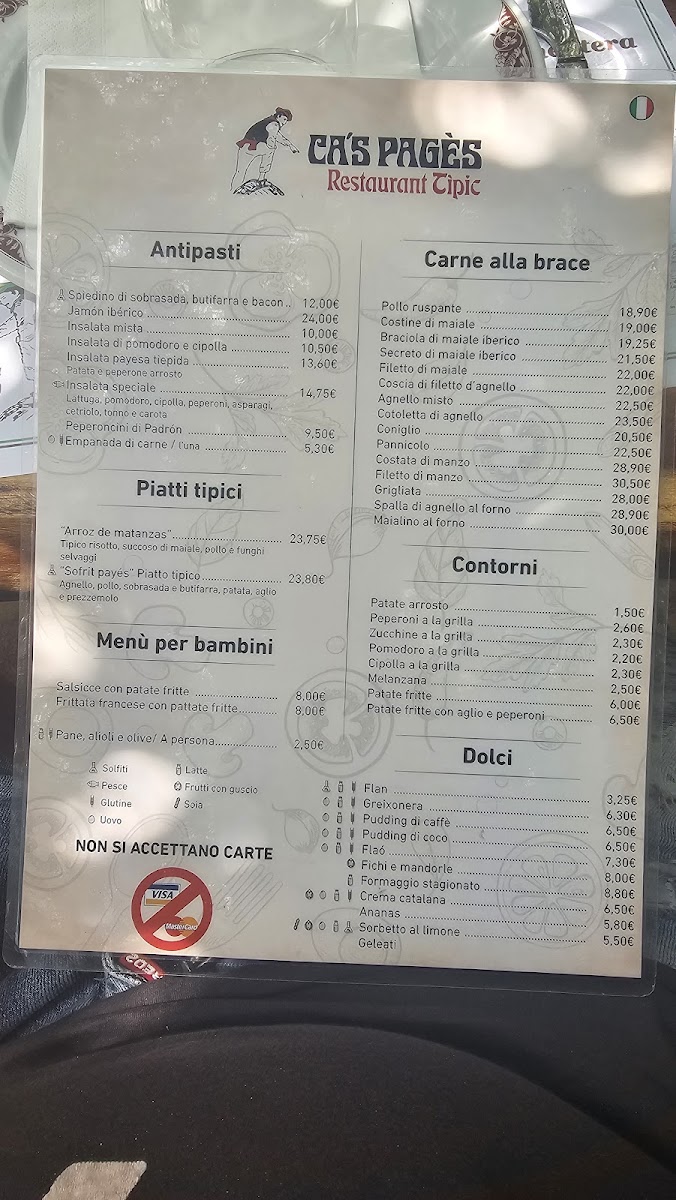 antera
CA'S PAGÈS
Restaurant Tìpic
Antipasti
Spiedino di sobrasada, butifarra e bacon.. 12,00€
Jamón ibérico ........ 24,00€
Insalata mista ........ 10,00€
Insalata di pomodoro e cipolla ........ 10,50€
Insalata payesa tiepida ........ 13,60€
Patata e peperone arrosto
Insalata speciale ........ 14,75€
Lattuga, pomodoro, cipolla, peperoni, asparagi,
cetriolo, tonno e carota
Peperoncini di Padrón ........ 9,50€
Empanada di carne / l'una ........ 5,30€
Piatti tipici
"Arroz de matanzas" ........ 23,75€
Tipico risotto, succoso di maiale, pollo e funghi
selvaggi
"Sofrit payés" Piatto tipico ........ 23,80€
Agnello, pollo, sobrasada e butifarra, patata, aglio
e prezzemolo
Menù per bambini
Salsicce con patate fritte ........ 8,00€
Frittata francese con pattate fritte ........ 8,00€
Pane, alioli e olive/ A persona ........ 2,50€
Solfiti
Latte
Pesce
Frutti con guscio
Glutine
Soia
Uovo
NON SI ACCETTANO CARTE
VISA
MasterCard
Carne alla brace
Pollo ruspante ........ 18,90€
Costine di maiale ........ 19,00€
Braciola di maiale iberico ........ 19,25€
Secreto di maiale iberico ........ 21,50€
Filetto di maiale ........ 22,00€
Coscia di filetto d'agnello ........ 22,00€
Agnello misto ........ 22,50€
Cotoletta di agnello ........ 23,50€
Coniglio ........ 20,50€
Pannicolo ........ 22,50€
Costata di manzo ........ 28,90€
Filetto di manzo ........ 30,50€
Grigliata ........ 28,00€
Spalla di agnello al forno ........ 28,90€
Maialino al forno ........ 30,00€
Contorni
Patate arrosto ........ 1,50€
Peperoni a la grilla ........ 2,60€
Zucchine a la grilla ........ 2,30€
Pomodoro a la grilla ........ 2,20€
Cipolla a la grilla ........ 2,30€
Melanzana ........ 2,50€
Patate fritte ........ 6,00€
Patate fritte con aglio e peperoni ........ 6,50€
Dolci
Flan ........ 3,25€
Greixonera ........ 6,30€
Pudding di caffè ........ 6,50€
Pudding di coco ........ 6,50€
Flaó ........ 7,30€
Fichi e mandorle ........ 8,00€
Formaggio stagionato ........ 8,80€
Crema catalana ........ 6,50€
Ananas ........ 5,80€
Sorbetto al limone ........ 5,50€
Geleati